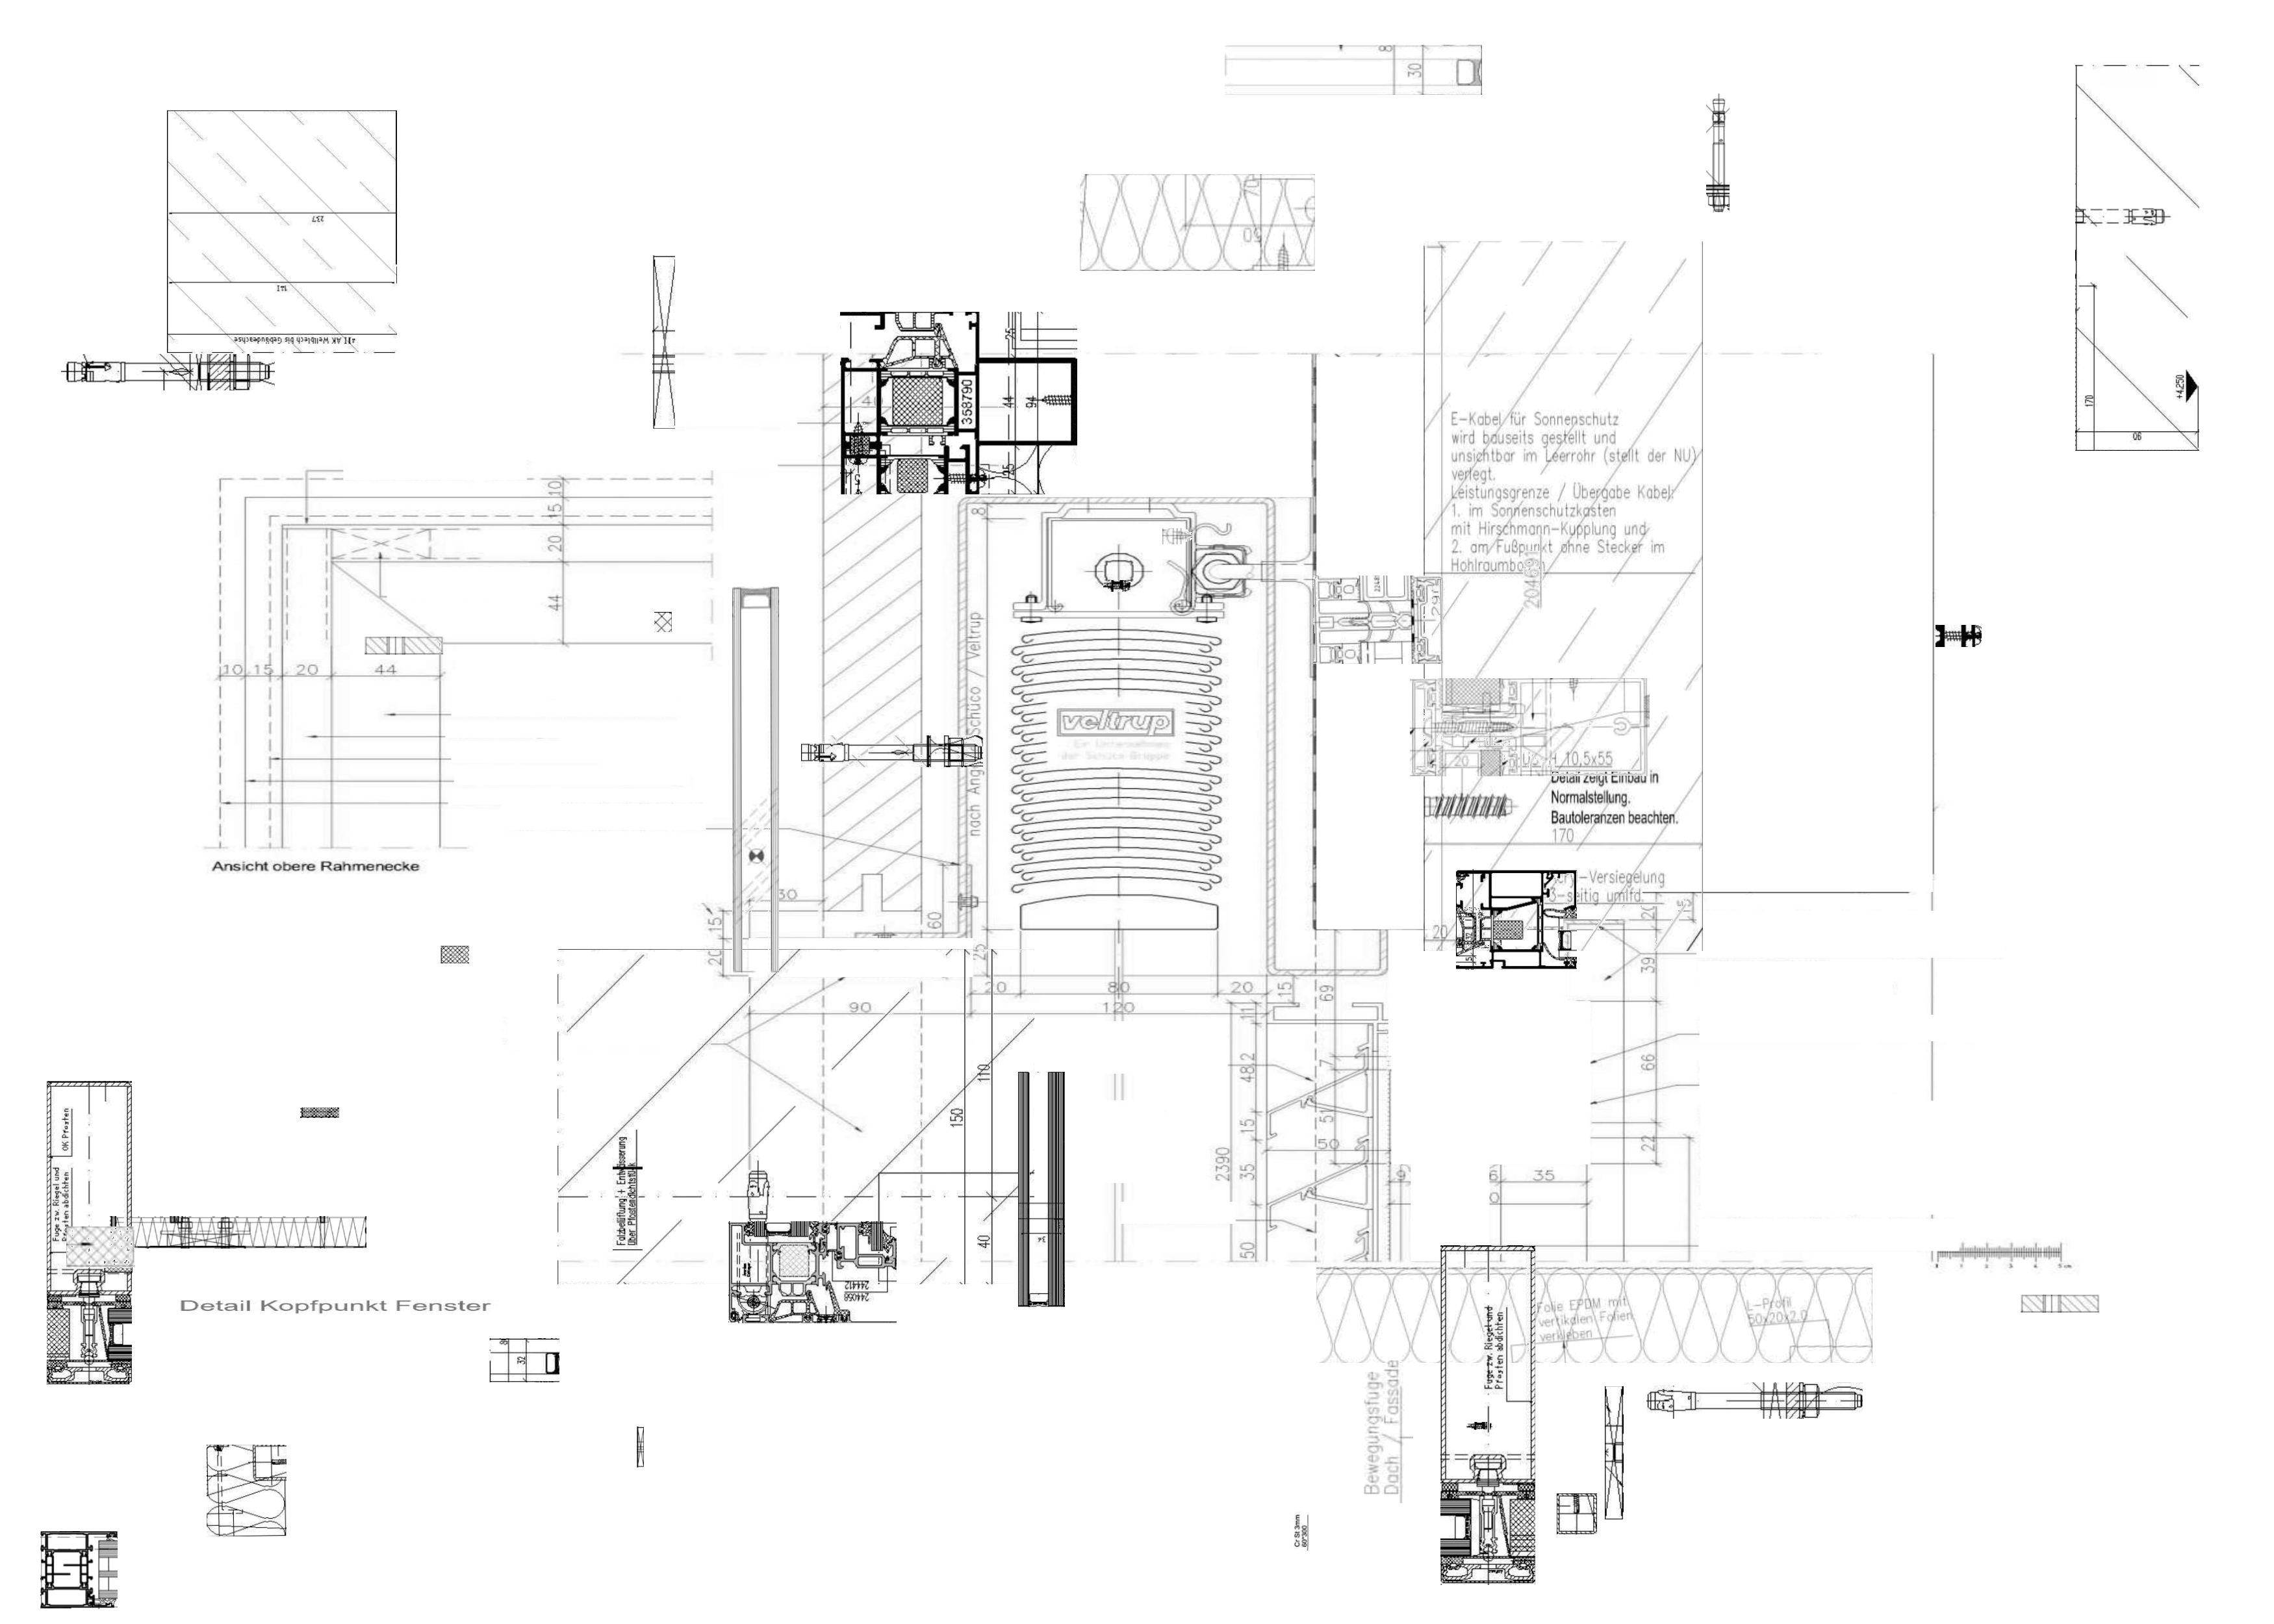 8
30
70
50
237
171
411 AK Wellblech bis Gebäudeachse
+4.250
170
90
40
358790
44
94
25
E-Kabel für Sonnenschutz
wird bauseits gestellt und
unsichtbar im Leerrohr (stellt der NU)
verlegt.
Leistungsgrenze / Übergabe Kabel:
1. im Sonnenschutzkasten
mit Hirschmann-Kupplung und
2. am Fußpunkt ohne Stecker im
20469
10
15
20
44
10 15 20 44
8
nach Schüco / Veltrup
veltrup
Ein Unternehmen
der Schüco Gruppe
20
10,5x55
Detail zeigt Einbau in
Normalstellung.
Bautoleranzen beachten.
170
-Versiegelung
3-seitig umlfd.
Ansicht obere Rahmenecke
30
15
20
60
25
20 80 20
90 120
15
69
11
48,2
15
35
50
2390
7
51
50
20
15
39
66
22
35
110
150
40
34
Falzbelüftung + Entwässerung
über Pfostendichtstück
244412
244056
OK Pfosten
Fuge zw. Riegel und
Pfosten abdichten
Detail Kopfpunkt Fenster
32
Folie EPDM mit
vertikalen Folien
verkleben
L-Profil
50x20x2,0
Fuge zw. Riegel und
Pfosten abdichten
Bewegungsfuge
Dach / Fassade
Cr St 3mm
60*300